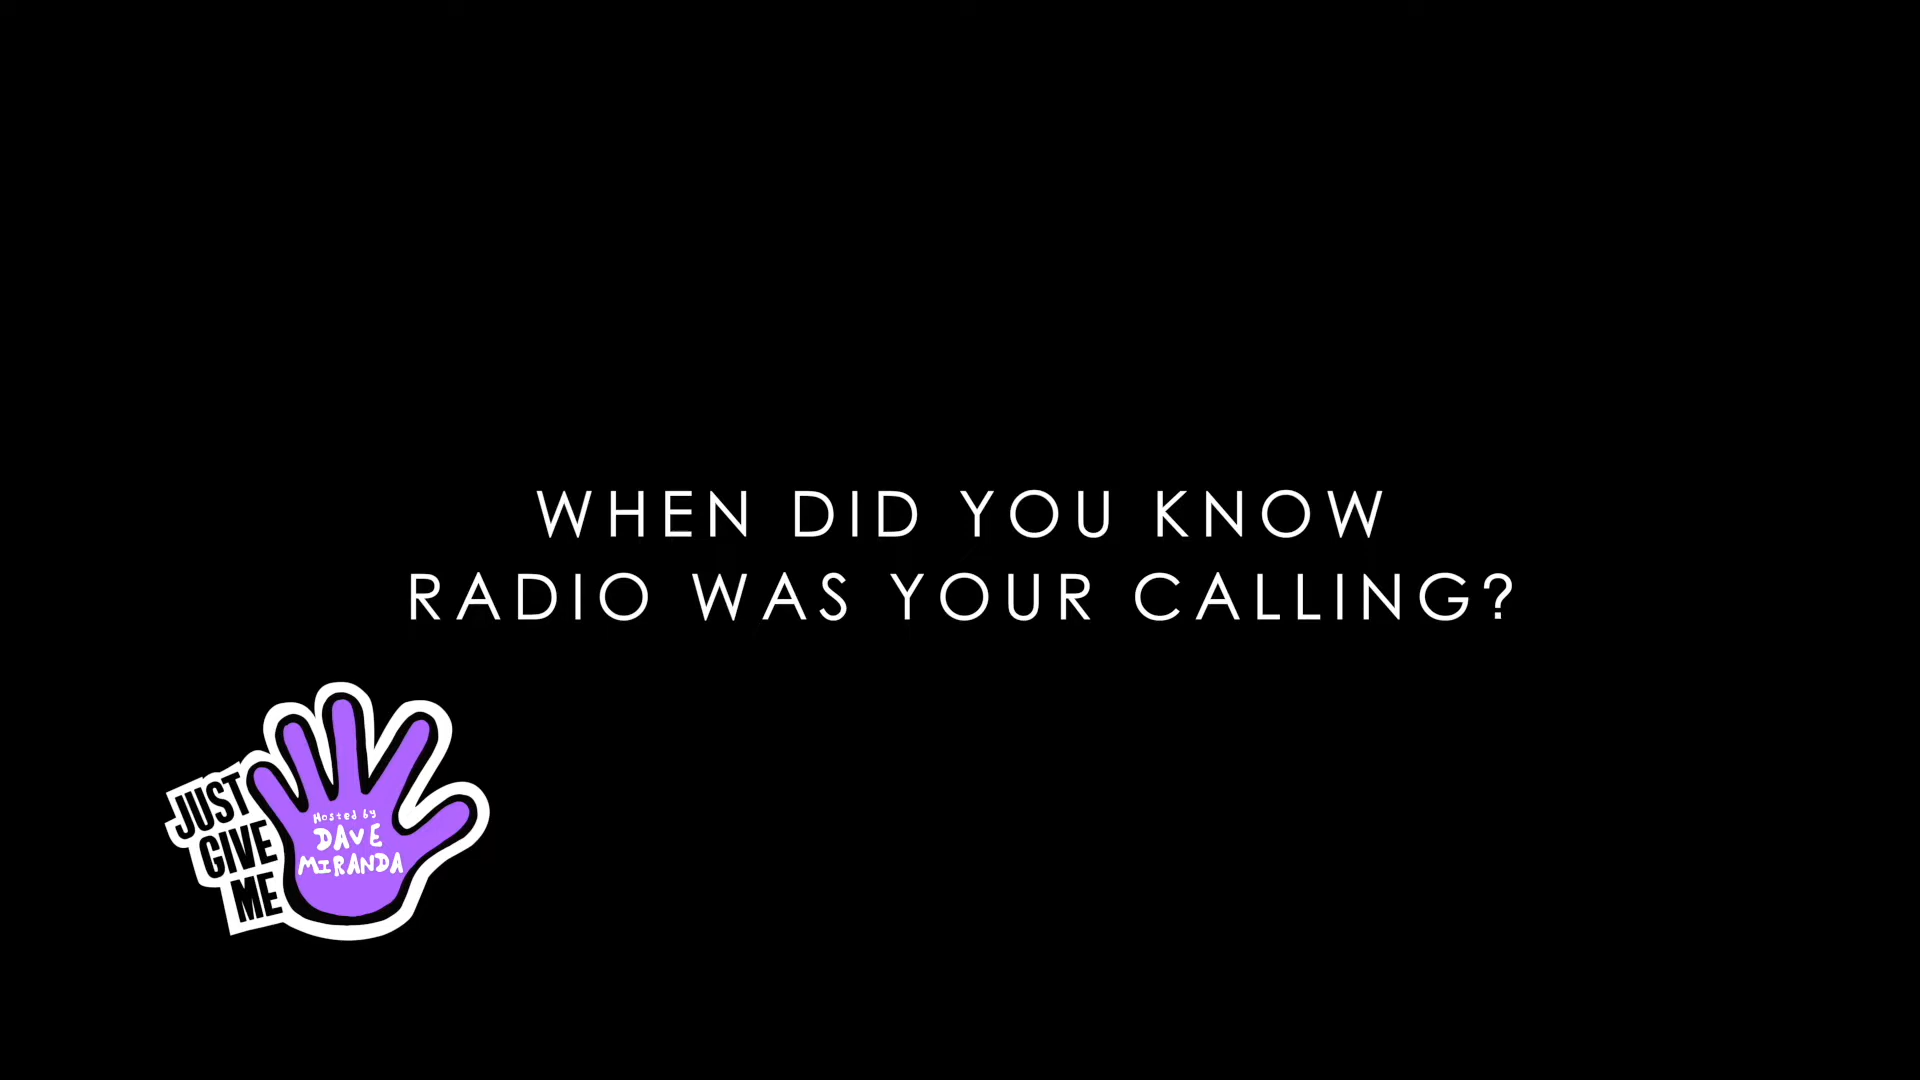 WHEN DID YOU KNOW
RADIO WAS YOUR CALLING?
JUST
GIVE
ME
Hosted by
DAVE
MIRANDA